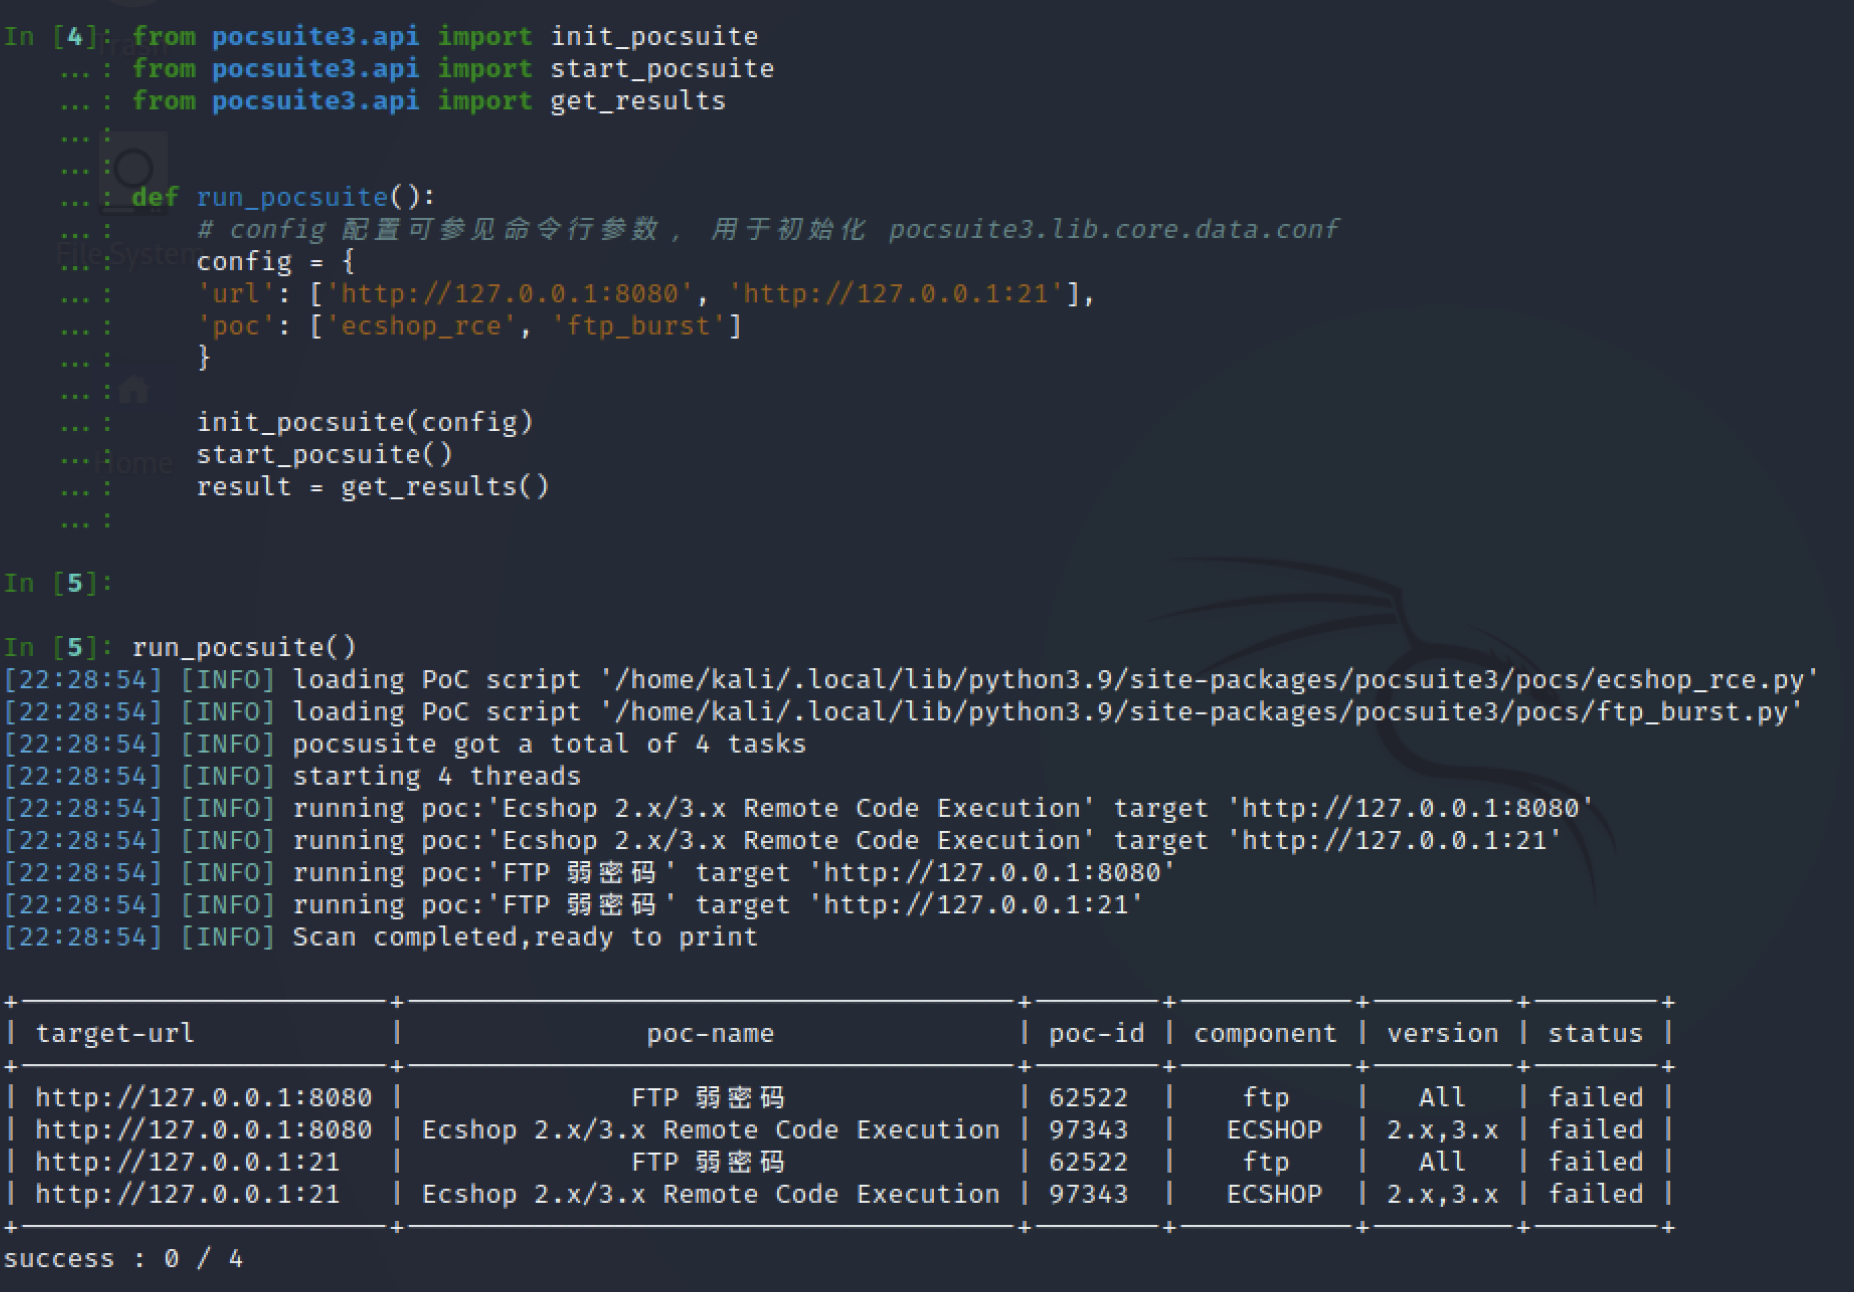 In [4]: from pocsuite3.api import init_pocsuite
   ...: from pocsuite3.api import start_pocsuite
   ...: from pocsuite3.api import get_results
   ...:
   ...:
   ...: def run_pocsuite():
   ...:     # config 配置可参见命令行参数， 用于初始化 pocsuite3.lib.core.data.conf
   ...:     config = {
   ...:     'url': ['http://127.0.0.1:8080', 'http://127.0.0.1:21'],
   ...:     'poc': ['ecshop_rce', 'ftp_burst']
   ...:     }
   ...:
   ...:     init_pocsuite(config)
   ...:     start_pocsuite()
   ...:     result = get_results()
   ...:
In [5]:
In [5]: run_pocsuite()
[22:28:54] [INFO] loading PoC script '/home/kali/.local/lib/python3.9/site-packages/pocsuite3/pocs/ecshop_rce.py'
[22:28:54] [INFO] loading PoC script '/home/kali/.local/lib/python3.9/site-packages/pocsuite3/pocs/ftp_burst.py'
[22:28:54] [INFO] pocsusite got a total of 4 tasks
[22:28:54] [INFO] starting 4 threads
[22:28:54] [INFO] running poc:'Ecshop 2.x/3.x Remote Code Execution' target 'http://127.0.0.1:8080'
[22:28:54] [INFO] running poc:'Ecshop 2.x/3.x Remote Code Execution' target 'http://127.0.0.1:21'
[22:28:54] [INFO] running poc:'FTP 弱密码' target 'http://127.0.0.1:8080'
[22:28:54] [INFO] running poc:'FTP 弱密码' target 'http://127.0.0.1:21'
[22:28:54] [INFO] Scan completed,ready to print
| target-url | poc-name | poc-id | component | version | status |
| http://127.0.0.1:8080 | FTP 弱密码 | 62522 | ftp | All | failed |
| http://127.0.0.1:8080 | Ecshop 2.x/3.x Remote Code Execution | 97343 | ECSHOP | 2.x,3.x | failed |
| http://127.0.0.1:21 | FTP 弱密码 | 62522 | ftp | All | failed |
| http://127.0.0.1:21 | Ecshop 2.x/3.x Remote Code Execution | 97343 | ECSHOP | 2.x,3.x | failed |
success : 0 / 4
Trash
File System
Home